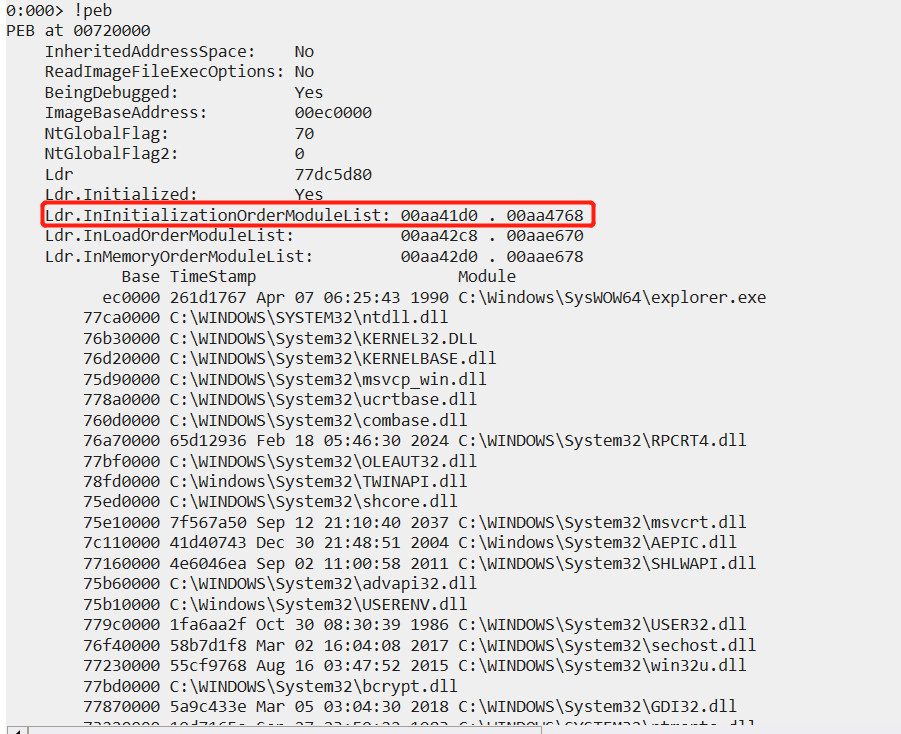 0:000> !peb
PEB at 00720000
InheritedAddressSpace: No
ReadImageFileExecOptions: No
BeingDebugged: Yes
ImageBaseAddress: 00ec0000
NtGlobalFlag: 70
NtGlobalFlag2: 0
Ldr 77dc5d80
Ldr.Initialized: Yes
Ldr.InInitializationOrderModuleList: 00aa41d0 . 00aa4768
Ldr.InLoadOrderModuleList: 00aa42c8 . 00aae670
Ldr.InMemoryOrderModuleList: 00aa42d0 . 00aae678
Base TimeStamp Module
ec0000 261d1767 Apr 07 06:25:43 1990 C:\Windows\SysWOW64\explorer.exe
77ca0000 C:\WINDOWS\SYSTEM32\ntdll.dll
76b30000 C:\WINDOWS\System32\KERNEL32.DLL
76d20000 C:\WINDOWS\System32\KERNELBASE.dll
75d90000 C:\WINDOWS\System32\msvcp_win.dll
778a0000 C:\WINDOWS\System32\ucrtbase.dll
760d0000 C:\WINDOWS\System32\combase.dll
76a70000 65d12936 Feb 18 05:46:30 2024 C:\WINDOWS\System32\RPCRT4.dll
77bf0000 C:\WINDOWS\System32\OLEAUT32.dll
78fd0000 C:\Windows\System32\TWINAPI.dll
75ed0000 C:\WINDOWS\System32\shcore.dll
75e10000 7f567a50 Sep 12 21:10:40 2037 C:\WINDOWS\System32\msvcrt.dll
7c110000 41d40743 Dec 30 21:48:51 2004 C:\Windows\System32\AEPIC.dll
77160000 4e6046ea Sep 02 11:00:58 2011 C:\WINDOWS\System32\SHLWAPI.dll
75b60000 C:\WINDOWS\System32\advapi32.dll
75b10000 C:\Windows\System32\USERENV.dll
779c0000 1fa6aa2f Oct 30 08:30:39 1986 C:\WINDOWS\System32\USER32.dll
76f40000 58b7d1f8 Mar 02 16:04:08 2017 C:\WINDOWS\System32\sechost.dll
77230000 55cf9768 Aug 16 03:47:52 2015 C:\WINDOWS\System32\win32u.dll
77bd0000 C:\WINDOWS\System32\bcrypt.dll
77870000 5a9c433e Mar 05 03:04:30 2018 C:\WINDOWS\System32\GDI32.dll